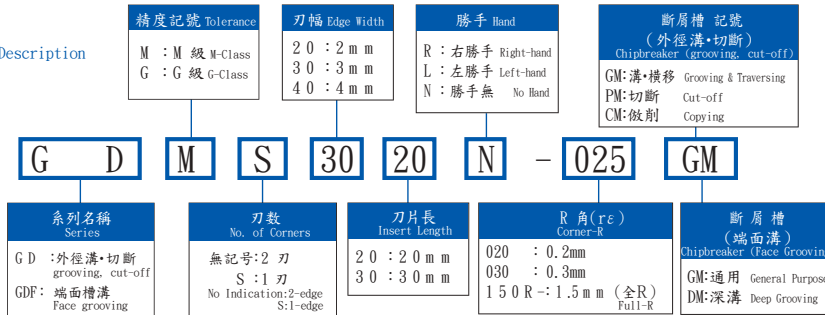 Description
精度記號 Tolerance
M :M 級 M-Class
G :G 級 G-Class
刃幅 Edge Width
20 :2mm
30 :3mm
40 :4mm
勝手 Hand
R :右勝手 Right-hand
L :左勝手 Left-hand
N :勝手無 No Hand
斷屑槽 記號
(外徑溝•切斷)
Chipbreaker (grooving, cut-off)
GM:溝•橫移 Grooving & Traversing
PM:切斷 Cut-off
CM:倣削 Copying
G D M S 30 20 N - 025 GM
系列名稱
Series
GD :外徑溝•切斷
grooving, cut-off
GDF: 端面槽溝
Face grooving
刃数
No. of Corners
無記号:2 刃
S :1 刃
No Indication:2-edge
S:1-edge
刀片長
Insert Length
20 :20mm
30 :30mm
R 角(rε)
Corner-R
020 : 0.2mm
030 : 0.3mm
150R-:1.5mm (全R)
Full-R
斷屑槽
(端面溝)
Chipbreaker (Face Grooving
GM:通用 General Purpose
DM:深溝 Deep Grooving